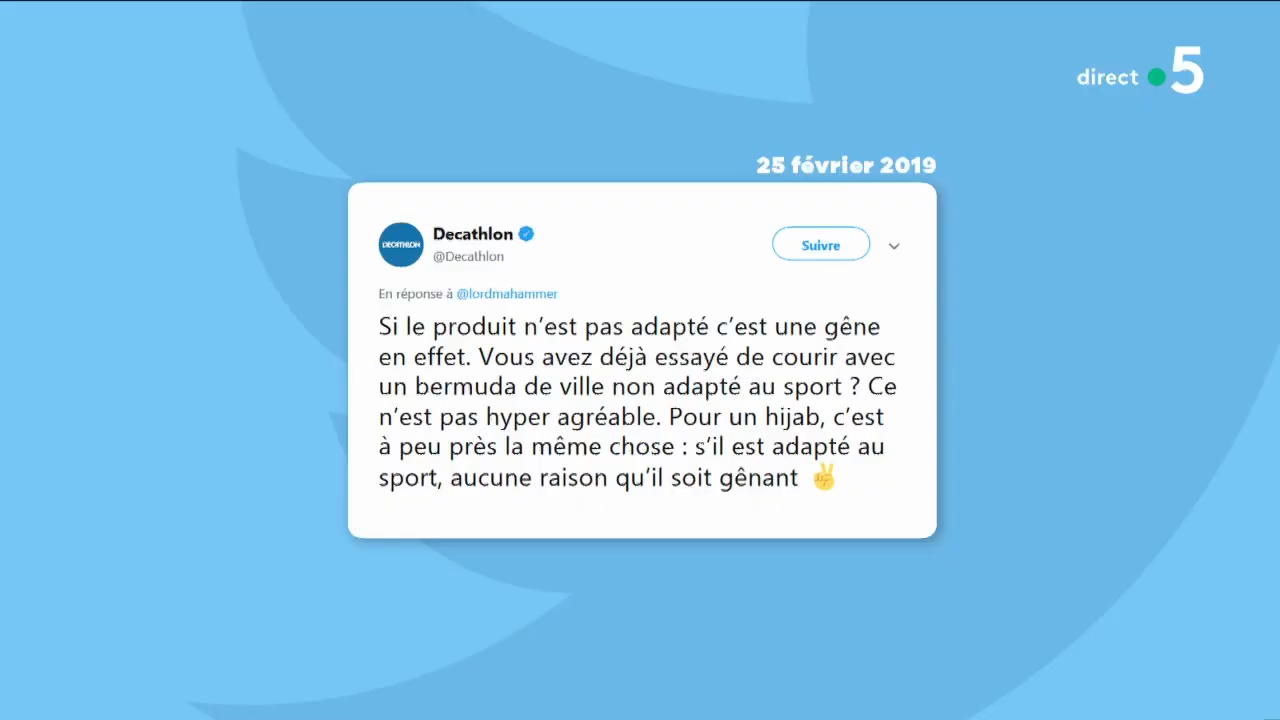 direct 5
25 février 2019
DECATHLON
Decathlon
@Decathlon
Suivre
En réponse à @lordmahammer
Si le produit n’est pas adapté c’est une gêne
en effet. Vous avez déjà essayé de courir avec
un bermuda de ville non adapté au sport ? Ce
n’est pas hyper agréable. Pour un hijab, c’est
à peu près la même chose : s’il est adapté au
sport, aucune raison qu’il soit gênant ✌